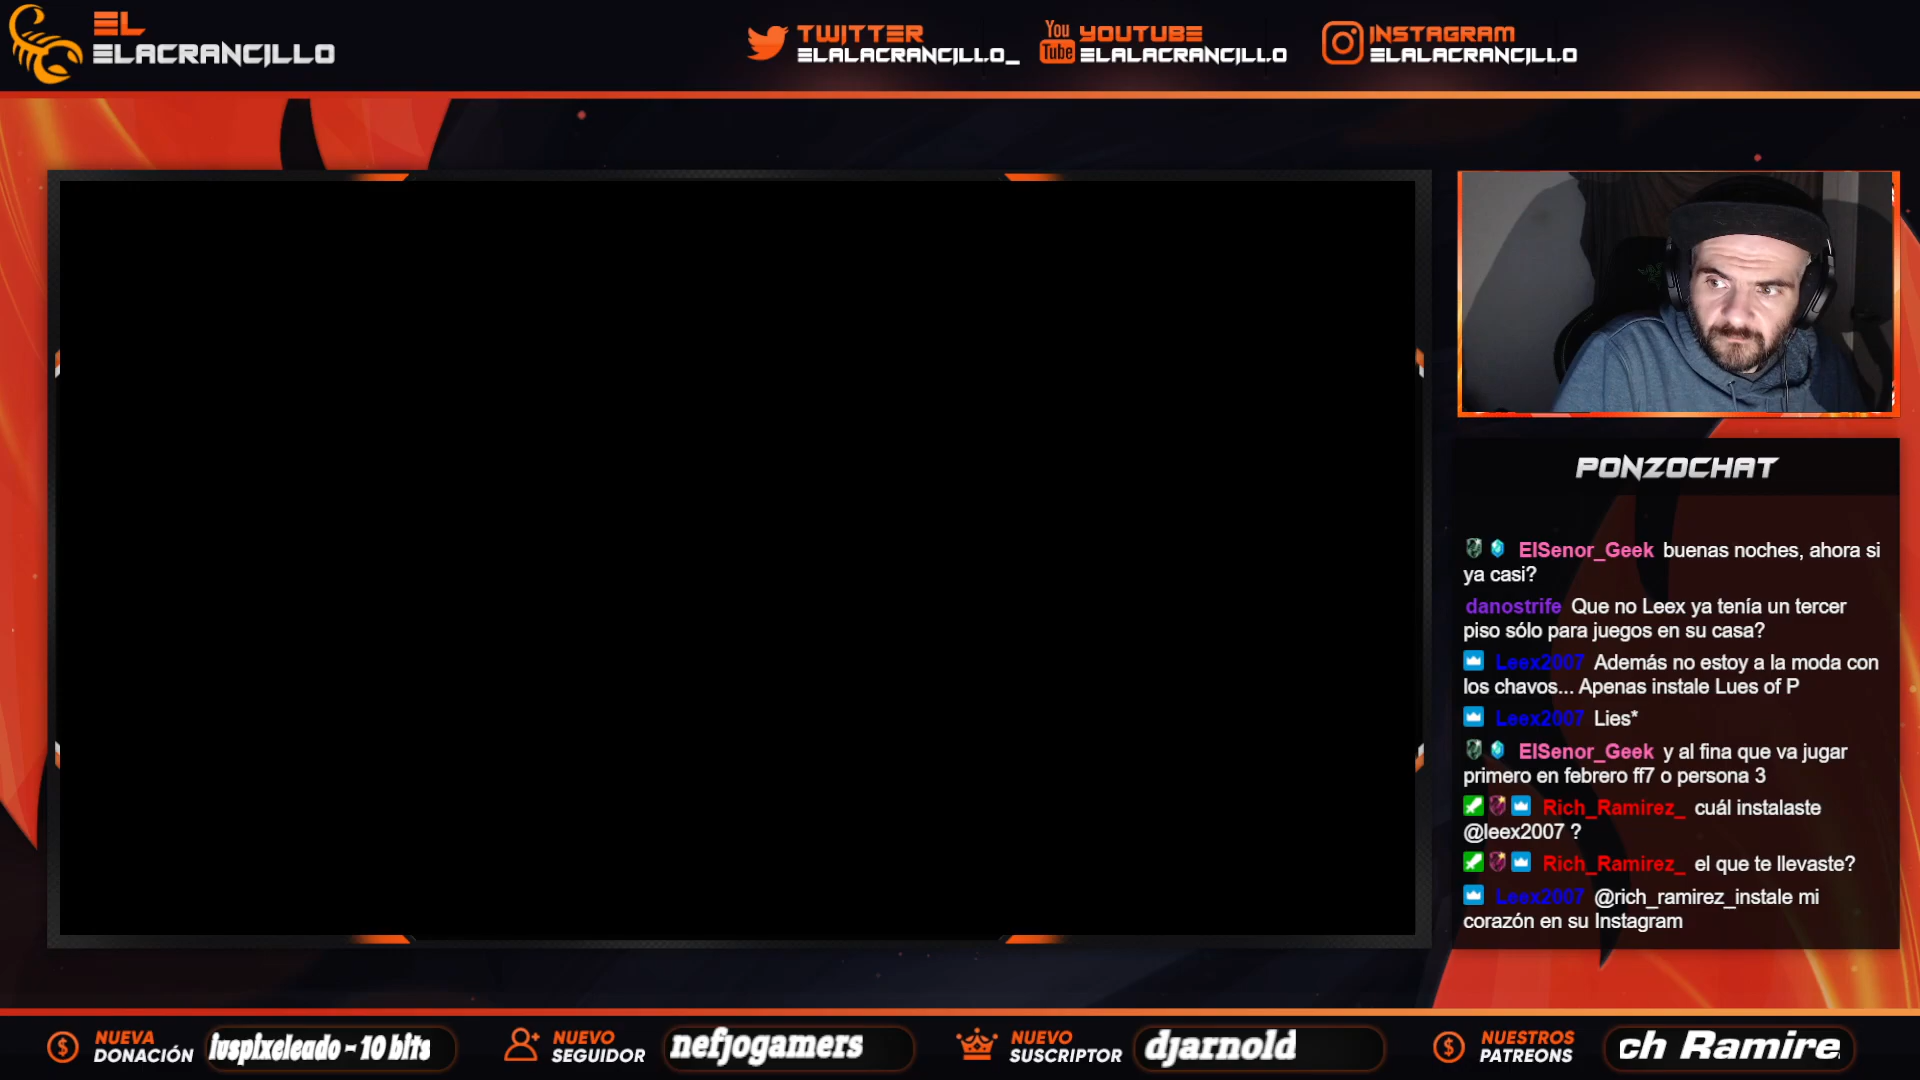 EL
ELACRANCILLO
TWITTER
ELALACRANCILLO_
You
Tube
YOUTUBE
ELALACRANCILLO
INSTAGRAM
ELALACRANCILLO
PONZOCHAT
ElSenor_Geek buenas noches, ahora si
ya casi?
danostrife Que no Leex ya tenía un tercer
piso sólo para juegos en su casa?
Leex2007 Además no estoy a la moda con
los chavos... Apenas instale Lues of P
Leex2007 Lies*
ElSenor_Geek y al fina que va jugar
primero en febrero ff7 o persona 3
Rich_Ramirez_ cuál instalaste
@leex2007 ?
Rich_Ramirez_ el que te llevaste?
Leex2007 @rich_ramirez_instale mi
corazón en su Instagram
NUEVA
DONACIÓN
luspixeleado - 10 bits
NUEVO
SEGUIDOR
nefjogamers
NUEVO
SUSCRIPTOR
djarnold
NUESTROS
PATREONS
ch Ramire